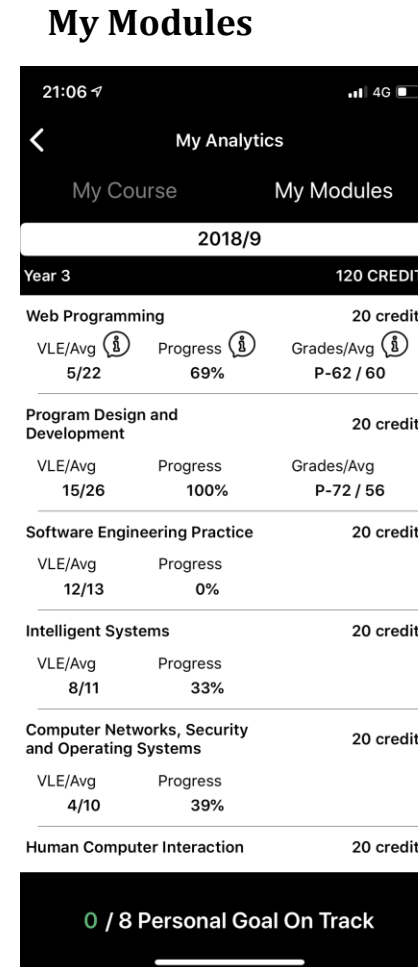 My Modules
21:06 4G
My Analytics
My Course My Modules
2018/9
Year 3 120 CREDIT
Web Programming 20 credit
VLE/Avg i Progress i Grades/Avg i
5/22 69% P-62 / 60
Program Design and
Development 20 credit
VLE/Avg Progress Grades/Avg
15/26 100% P-72 / 56
Software Engineering Practice 20 credit
VLE/Avg Progress
12/13 0%
Intelligent Systems 20 credit
VLE/Avg Progress
8/11 33%
Computer Networks, Security
and Operating Systems 20 credit
VLE/Avg Progress
4/10 39%
Human Computer Interaction 20 credit
0 / 8 Personal Goal On Track